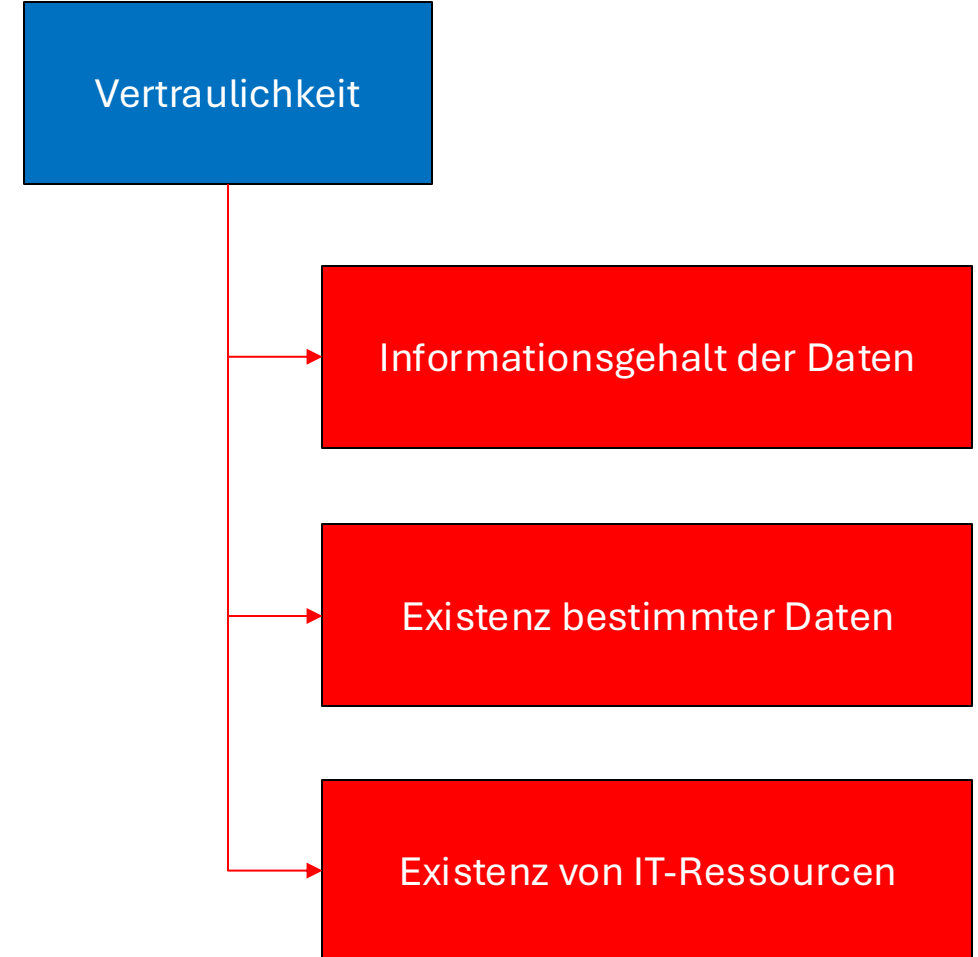 Vertraulichkeit
Informationsgehalt der Daten
Existenz bestimmter Daten
Existenz von IT-Ressourcen